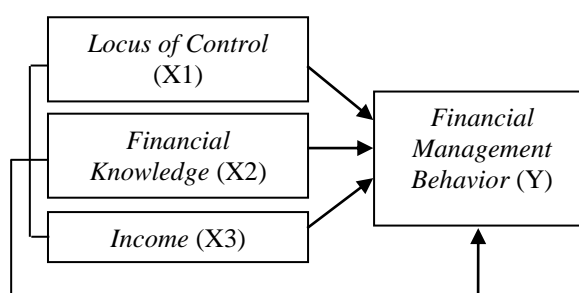 Locus of Control
(X1)
Financial
Knowledge (X2)
Income (X3)
Financial
Management
Behavior (Y)